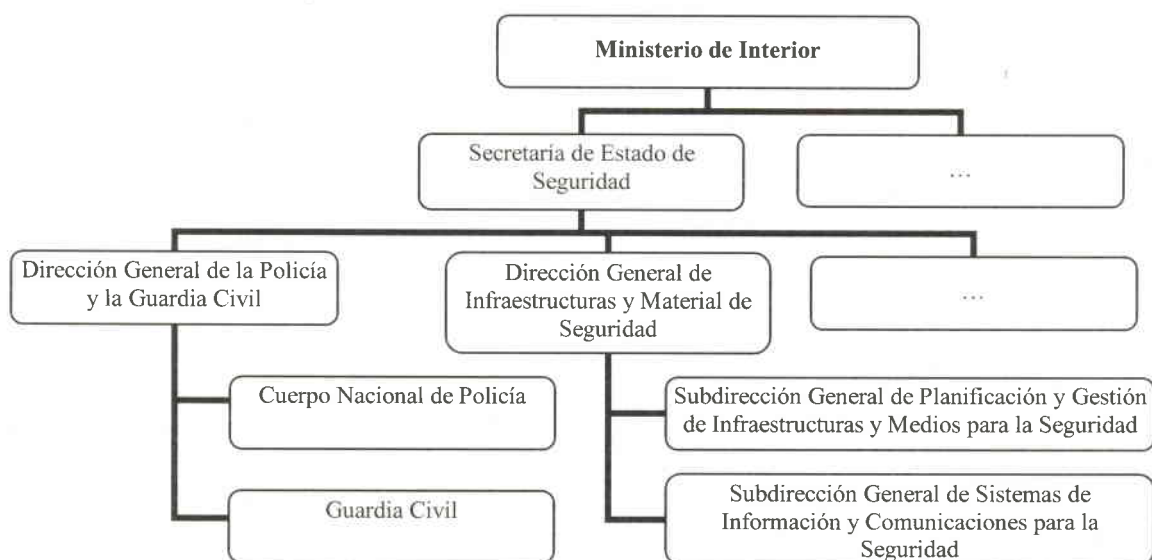 Ministerio de Interior
Secretaría de Estado de
Seguridad
...
Dirección General de la Policía
y la Guardia Civil
Dirección General de
Infraestructuras y Material de
Seguridad
...
Cuerpo Nacional de Policía
Subdirección General de Planificación y Gestión
de Infraestructuras y Medios para la Seguridad
Guardia Civil
Subdirección General de Sistemas de
Información y Comunicaciones para la
Seguridad